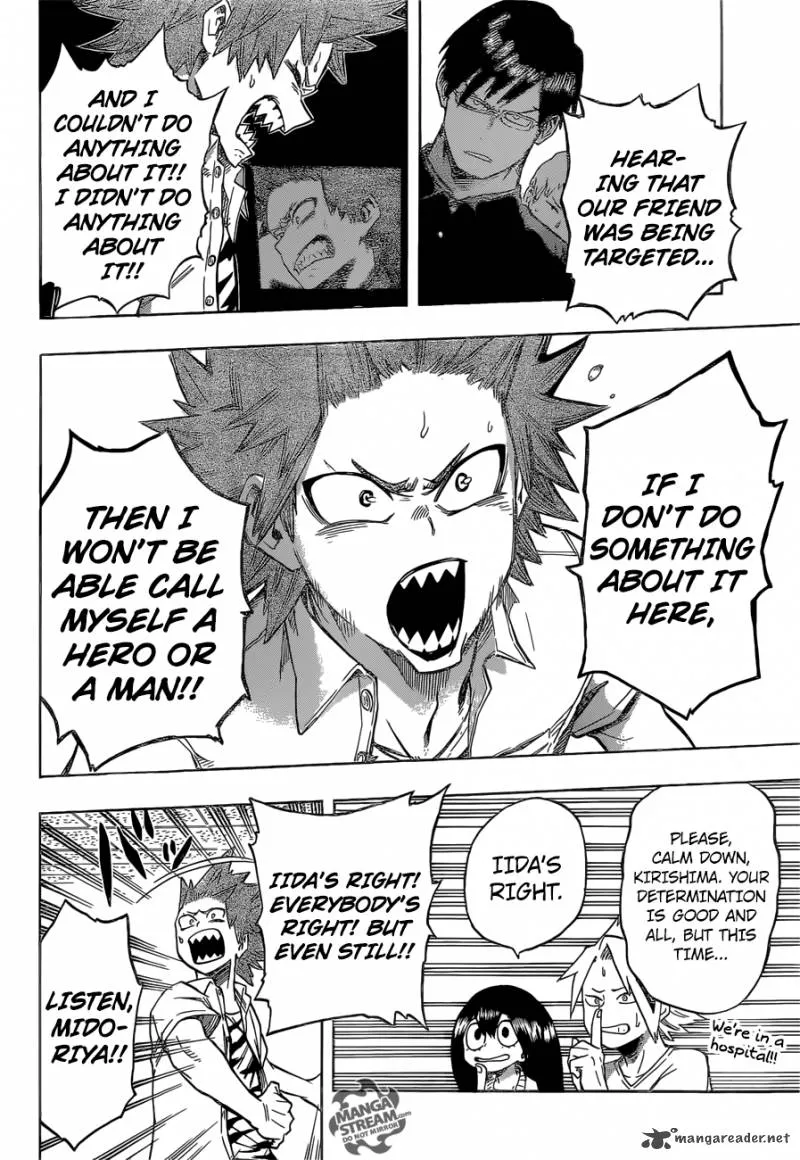 HEAR-
ING THAT
OUR FRIEND
WAS BEING
TARGETED...
AND I
COULDN'T DO
ANYTHING
ABOUT IT!!
I DIDN'T DO
ANYTHING
ABOUT
IT!!
IF I
DON'T DO
SOMETHING
ABOUT IT
HERE,
THEN I
WON'T BE
ABLE CALL
MYSELF A
HERO OR
A MAN!!
PLEASE,
CALM DOWN,
KIRISHIMA. YOUR
DETERMINATION
IS GOOD AND
ALL, BUT THIS
TIME...
We're in a
hospital!!
IIDA'S
RIGHT.
IIDA'S RIGHT!
EVERYBODY'S
RIGHT! BUT
EVEN STILL!!
バッ
LISTEN,
MIDO-
RIYA!!
MANGA
STREAM.com
DO NOT MIRROR
mangareader.net